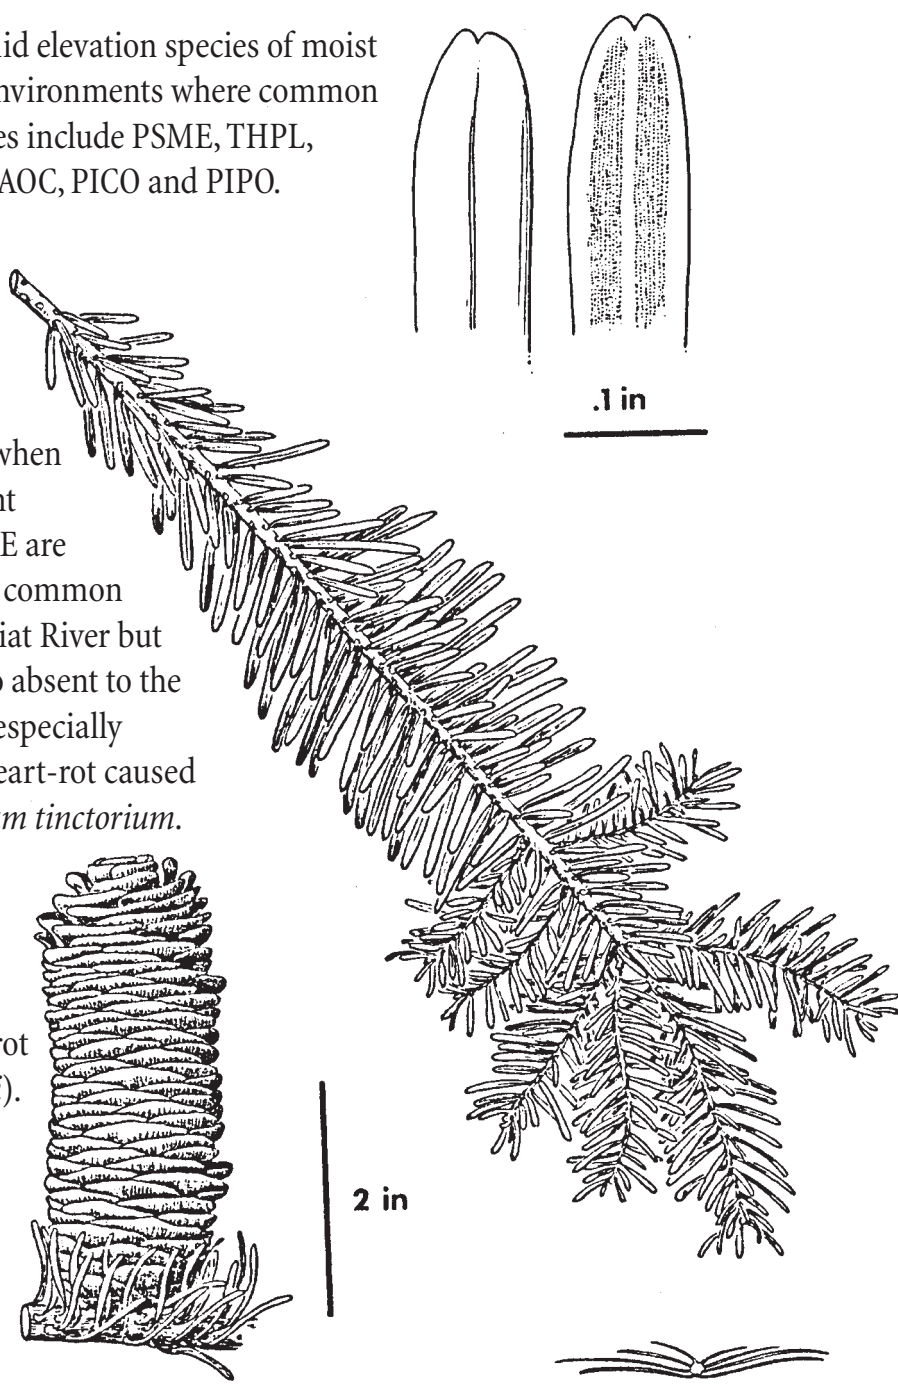 id elevation species of moist
nvironments where common
es include PSME, THPL,
AOC, PICO and PIPO.
.1 in
when
nt
E are
common
iat River but
o absent to the
especially
eart-rot caused
m tinctorium.
rot
).
2 in